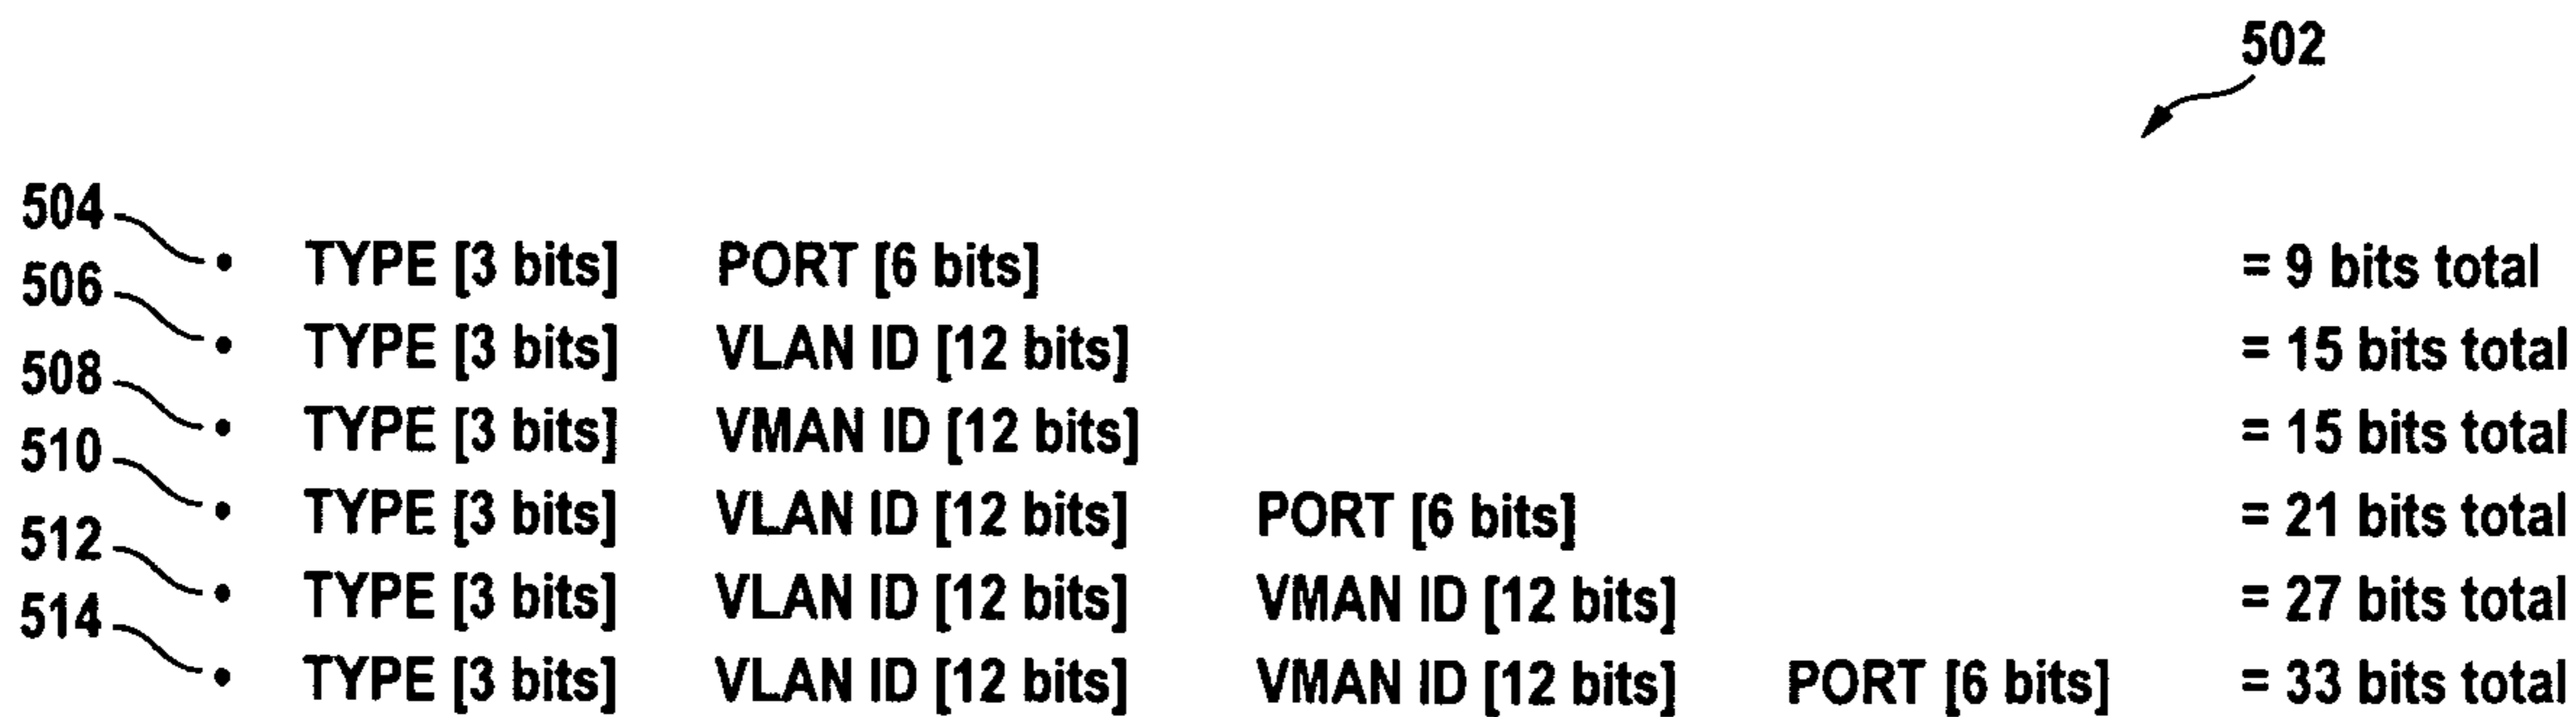 502
504 • TYPE [3 bits] PORT [6 bits] = 9 bits total
506 • TYPE [3 bits] VLAN ID [12 bits] = 15 bits total
508 • TYPE [3 bits] VMAN ID [12 bits] = 15 bits total
510 • TYPE [3 bits] VLAN ID [12 bits] PORT [6 bits] = 21 bits total
512 • TYPE [3 bits] VLAN ID [12 bits] VMAN ID [12 bits] = 27 bits total
514 • TYPE [3 bits] VLAN ID [12 bits] VMAN ID [12 bits] PORT [6 bits] = 33 bits total